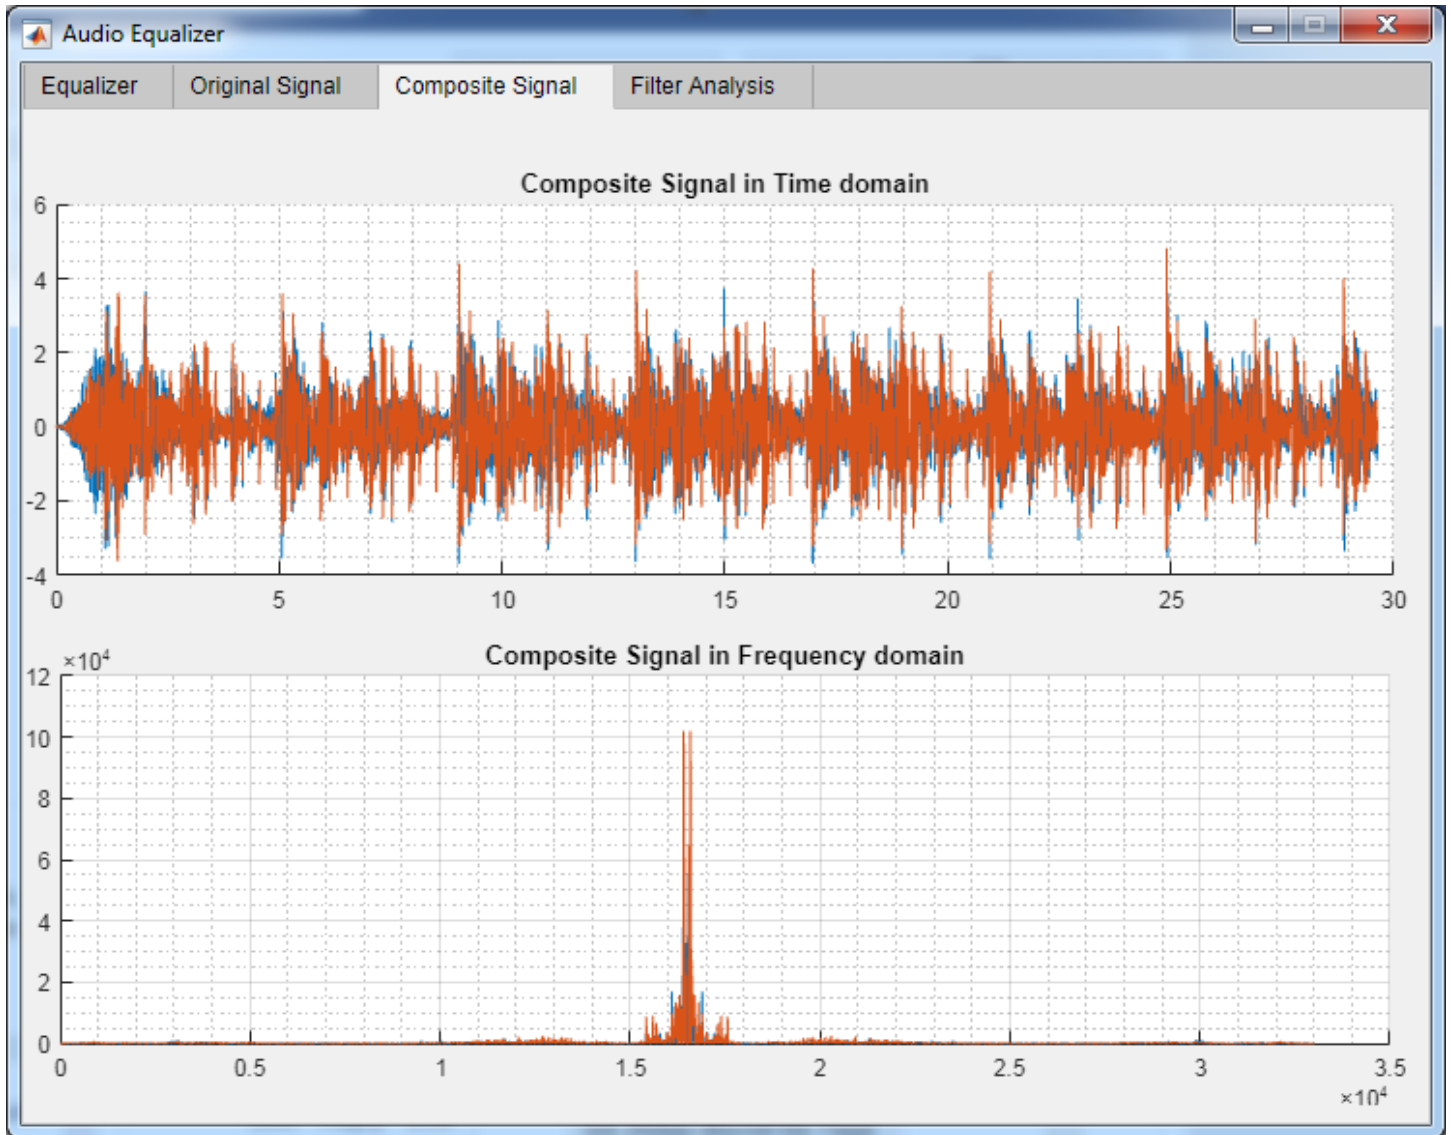 Audio Equalizer
Equalizer Original Signal Composite Signal Filter Analysis
Composite Signal in Time domain
6
4
2
0
-2
-4
0 5 10 15 20 25 30
×10⁴ Composite Signal in Frequency domain
12
10
8
6
4
2
0
0 0.5 1 1.5 2 2.5 3 3.5
×10⁴